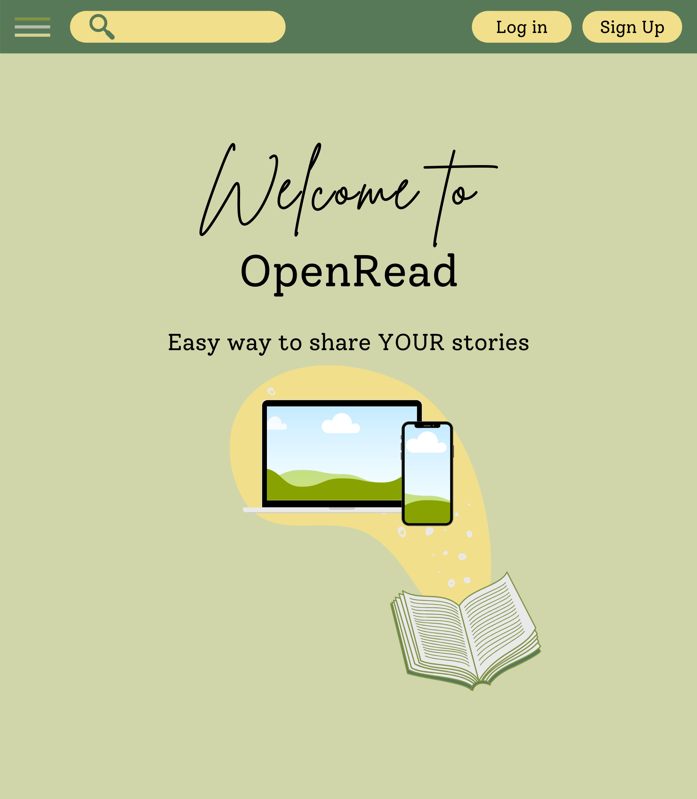 Log in
Sign Up
Welcome to
OpenRead
Easy way to share YOUR stories